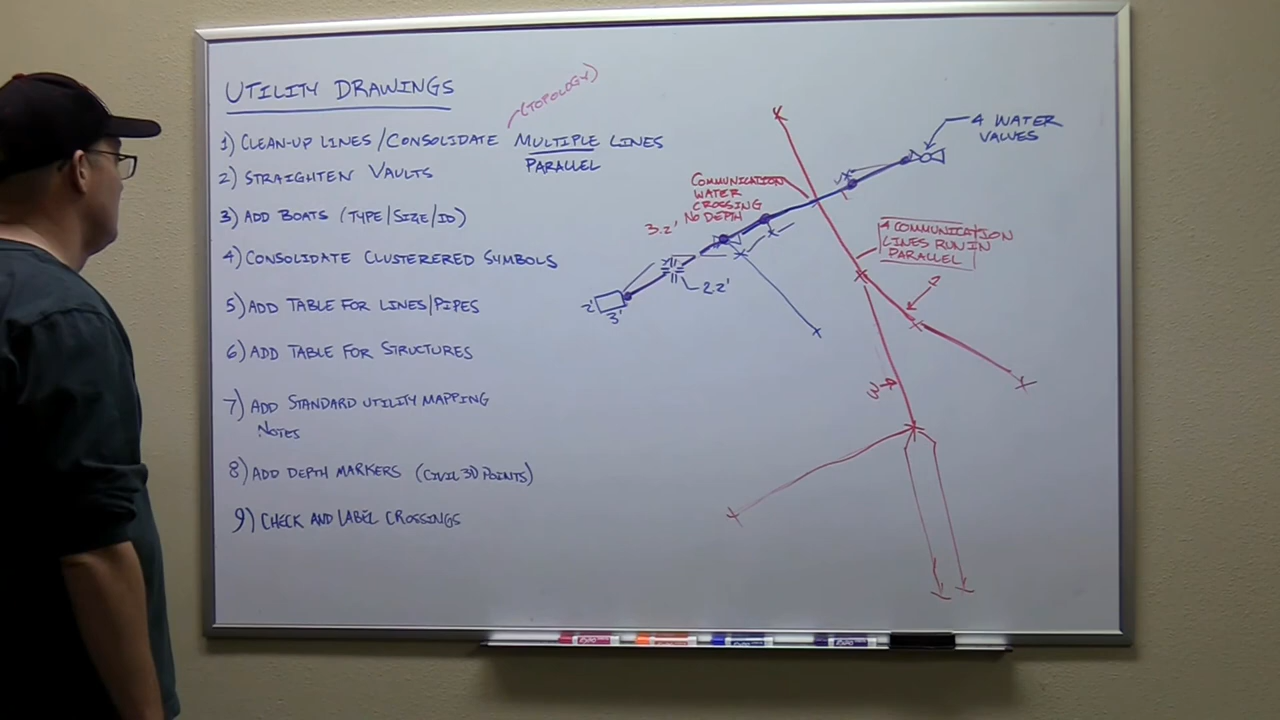 UTILITY DRAWINGS
(TOPOLOGY)
1) CLEAN-UP LINES/CONSOLIDATE MULTIPLE LINES
PARALLEL
2) STRAIGHTEN VAULTS
3) ADD BOATS (TYPE/SIZE/ID)
4) CONSOLIDATE CLUSTERERED SYMBOLS
5) ADD TABLE FOR LINES/PIPES
6) ADD TABLE FOR STRUCTURES
7) ADD STANDARD UTILITY MAPPING
NOTES
8) ADD DEPTH MARKERS (CIVIL 3D POINTS)
9) CHECK AND LABEL CROSSINGS
4 WATER
VALVES
COMMUNICATION
WATER
CROSSING
NO DEPTH
3.2'
4 COMMUNICATION
LINES RUN IN
PARALLEL
2.2'
2'
3'
2
3